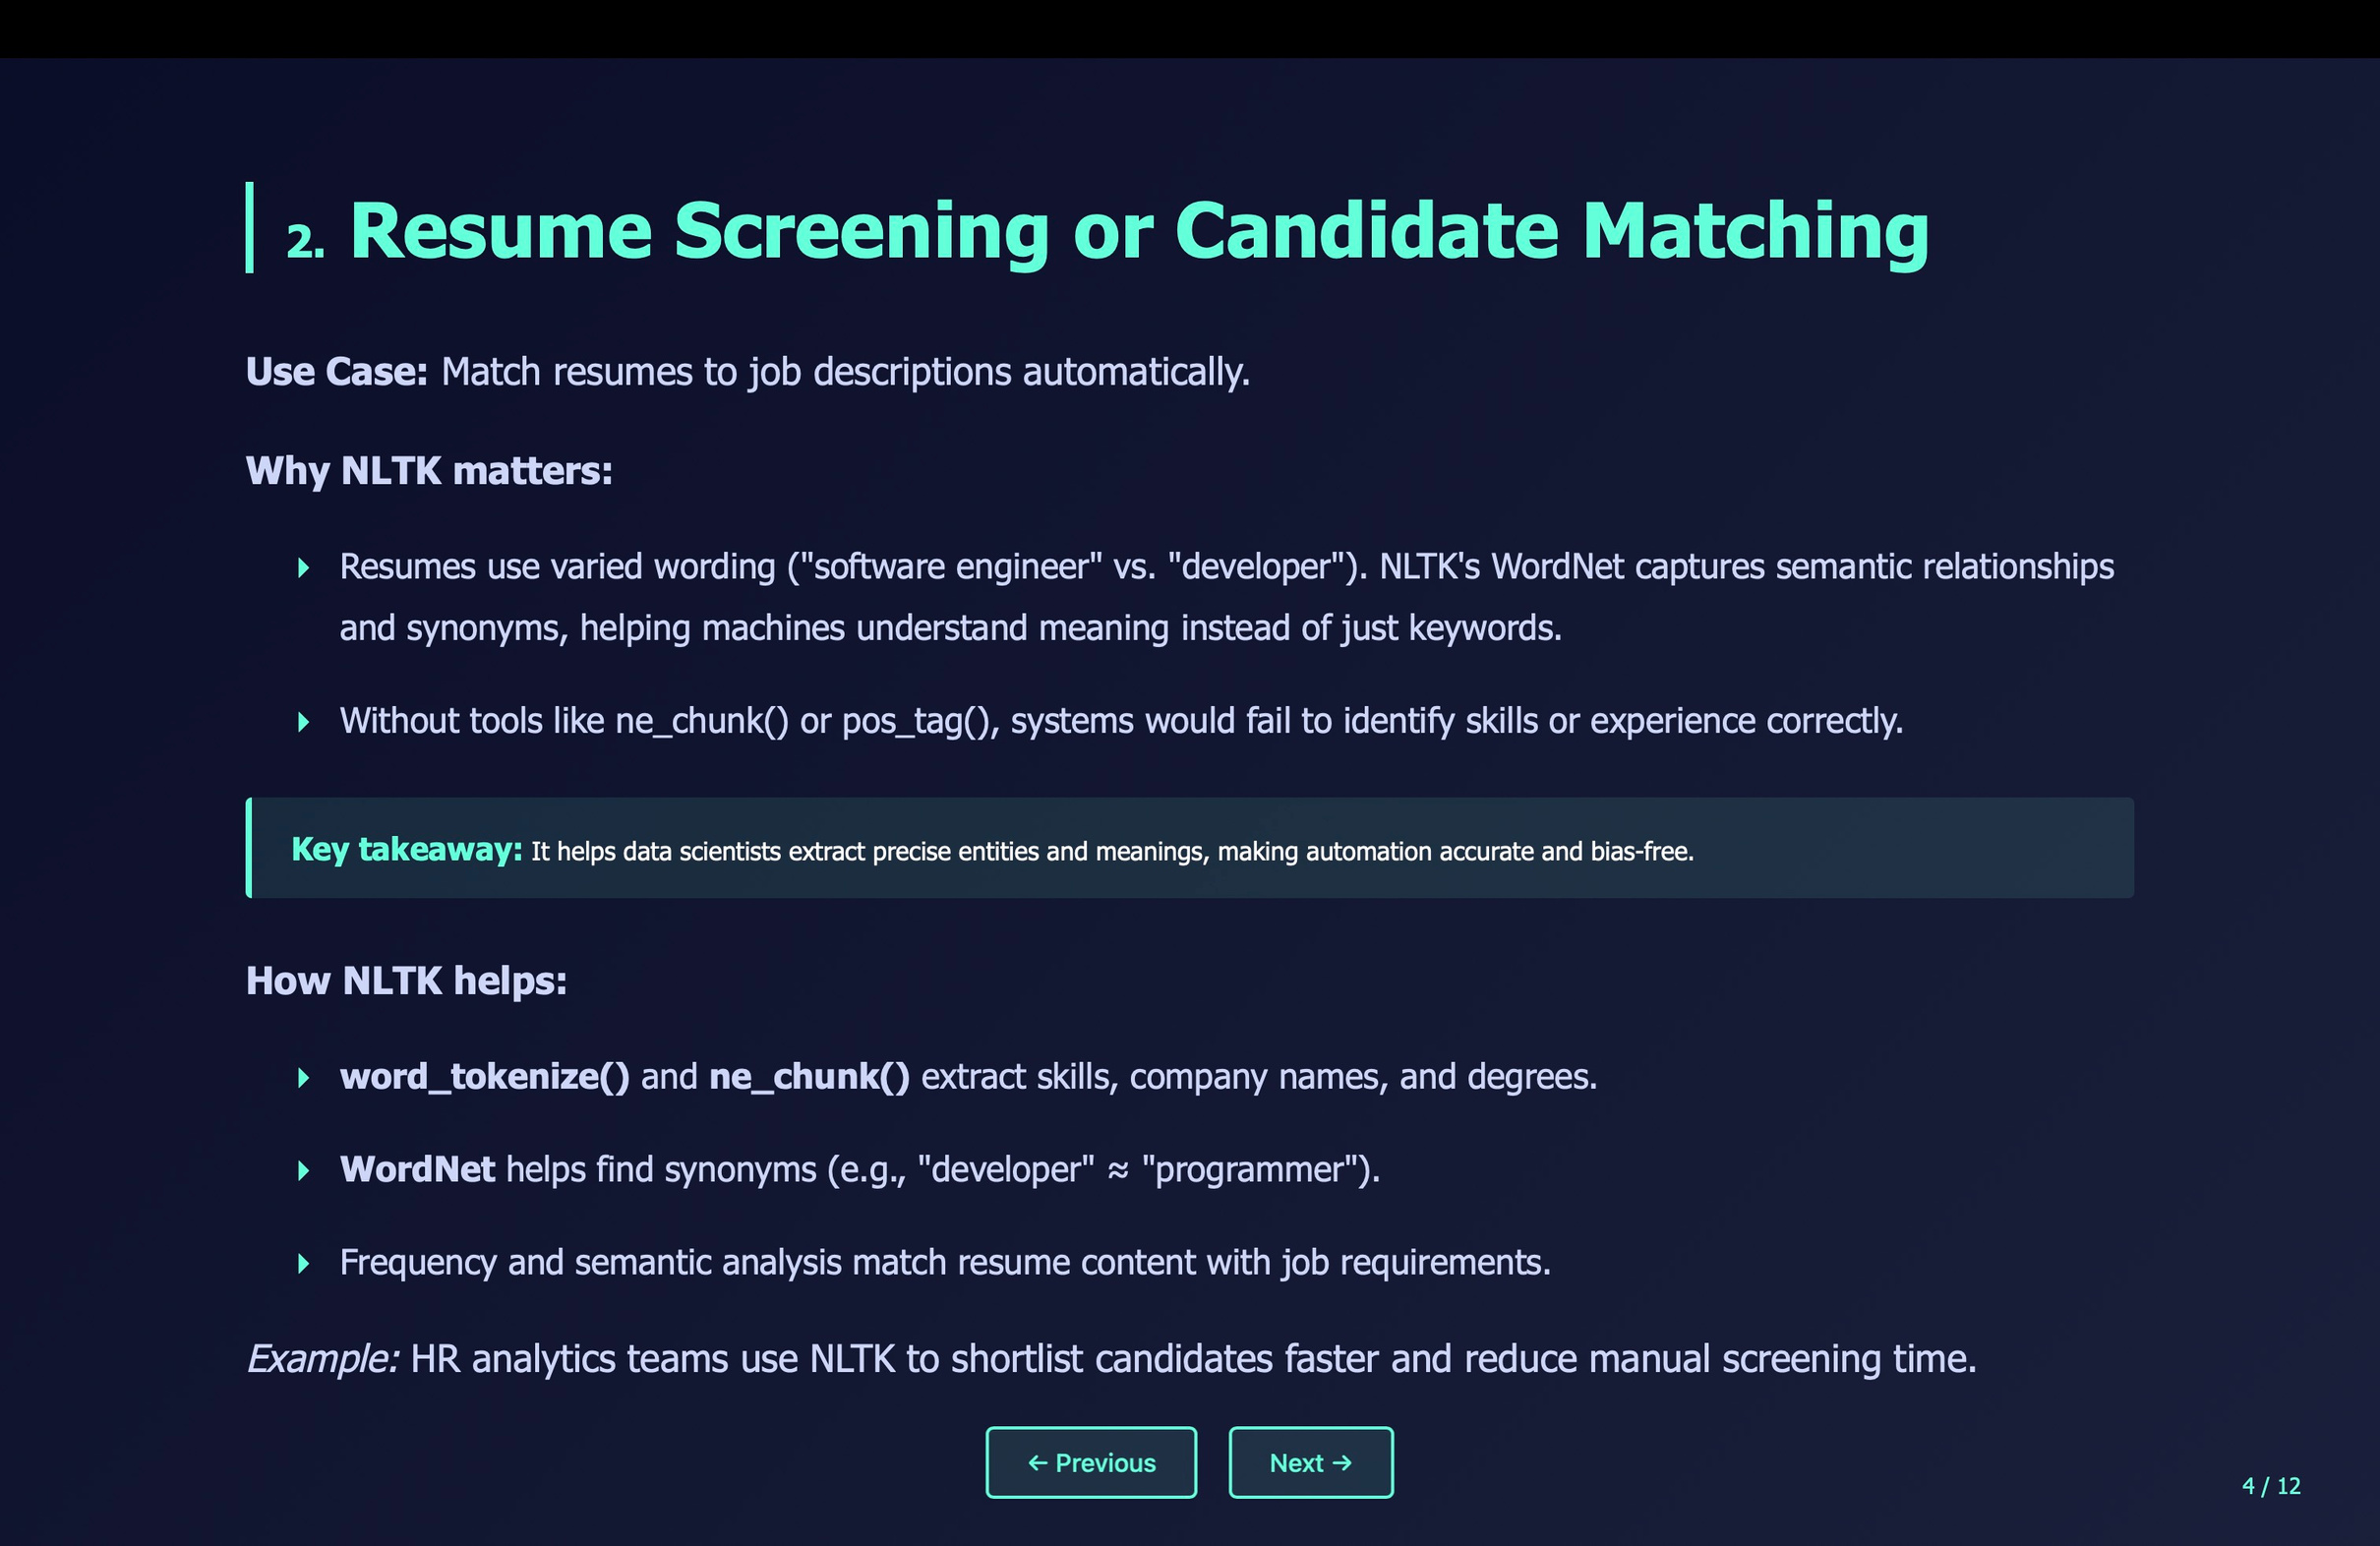 2. Resume Screening or Candidate Matching
Use Case: Match resumes to job descriptions automatically.
Why NLTK matters:
Resumes use varied wording ("software engineer" vs. "developer"). NLTK's WordNet captures semantic relationships
and synonyms, helping machines understand meaning instead of just keywords.
Without tools like ne_chunk() or pos_tag(), systems would fail to identify skills or experience correctly.
Key takeaway: It helps data scientists extract precise entities and meanings, making automation accurate and bias-free.
How NLTK helps:
word_tokenize() and ne_chunk() extract skills, company names, and degrees.
WordNet helps find synonyms (e.g., "developer" ≈ "programmer").
Frequency and semantic analysis match resume content with job requirements.
Example: HR analytics teams use NLTK to shortlist candidates faster and reduce manual screening time.
← Previous
Next →
4 / 12